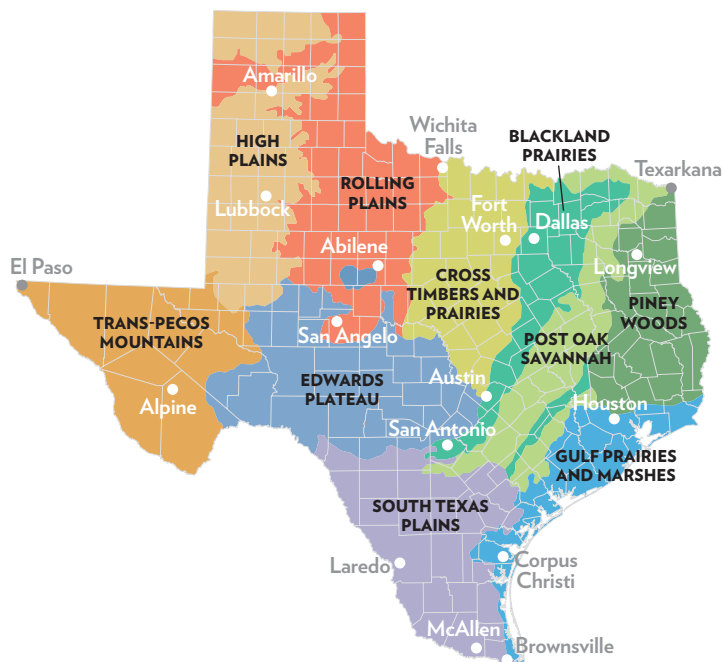 Amarillo
HIGH
PLAINS
Lubbock
ROLLING
PLAINS
Abilene
Wichita
Falls
BLACKLAND
PRAIRIES
Texarkana
Fort
Worth
Dallas
Longview
El Paso
TRANS-PECOS
MOUNTAINS
San Angelo
CROSS
TIMBERS AND
PRAIRIES
PINEY
WOODS
POST OAK
SAVANNAH
Alpine
EDWARDS
PLATEAU
Austin
San Antonio
Houston
GULF PRAIRIES
AND MARSHES
SOUTH TEXAS
PLAINS
Laredo
Corpus
Christi
McAllen
Brownsville